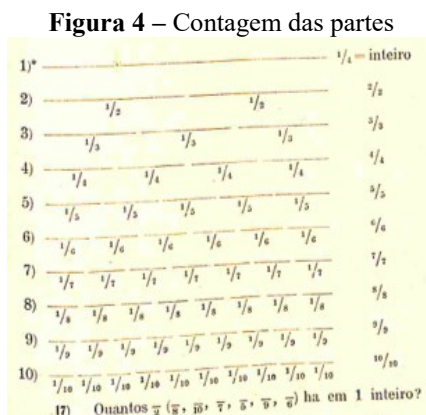 Figura 4 – Contagem das partes
1)* 1/1 = inteiro
2) 1/2 1/2 2/2
3) 1/3 1/3 1/3 3/3
4) 1/4 1/4 1/4 1/4 4/4
5) 1/5 1/5 1/5 1/5 1/5 5/5
6) 1/6 1/6 1/6 1/6 1/6 1/6 6/6
7) 1/7 1/7 1/7 1/7 1/7 1/7 1/7 7/7
8) 1/8 1/8 1/8 1/8 1/8 1/8 1/8 1/8 8/8
9) 1/9 1/9 1/9 1/9 1/9 1/9 1/9 1/9 1/9 9/9
10) 1/10 1/10 1/10 1/10 1/10 1/10 1/10 1/10 1/10 1/10 10/10
17) Quantos ha em 1 inteiro?